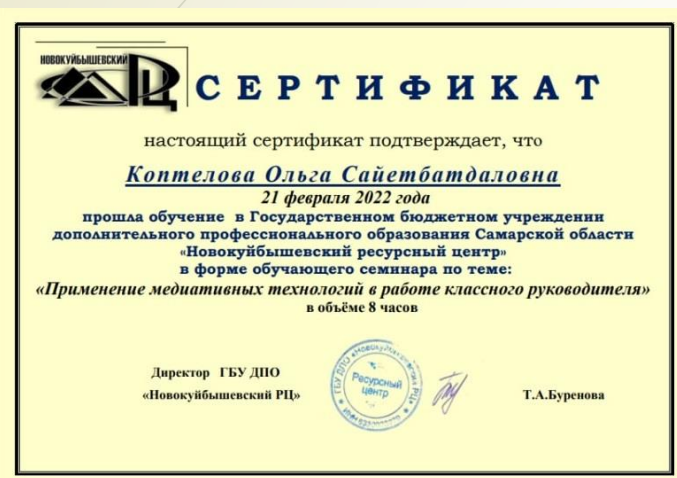 НОВОКУЙБЫШЕВСКИЙ
РЦ
СЕРТИФИКАТ
настоящий сертификат подтверждает, что
Коптелова Ольга Сайетбатдаловна
21 февраля 2022 года
прошла обучение в Государственном бюджетном учреждении
дополнительного профессионального образования Самарской области
«Новокуйбышевский ресурсный центр»
в форме обучающего семинара по теме:
«Применение медиативных технологий в работе классного руководителя»
в объёме 8 часов
Директор ГБУ ДПО
«Новокуйбышевский РЦ»
Ресурсный
центр
Т.А.Буренова